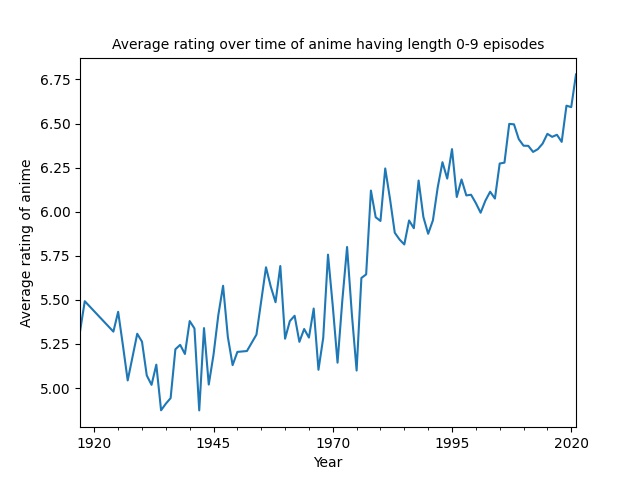 Average rating over time of anime having length 0-9 episodes
Average rating of anime
6.75
6.50
6.25
6.00
5.75
5.50
5.25
5.00
1920 1945 1970 1995 2020
Year